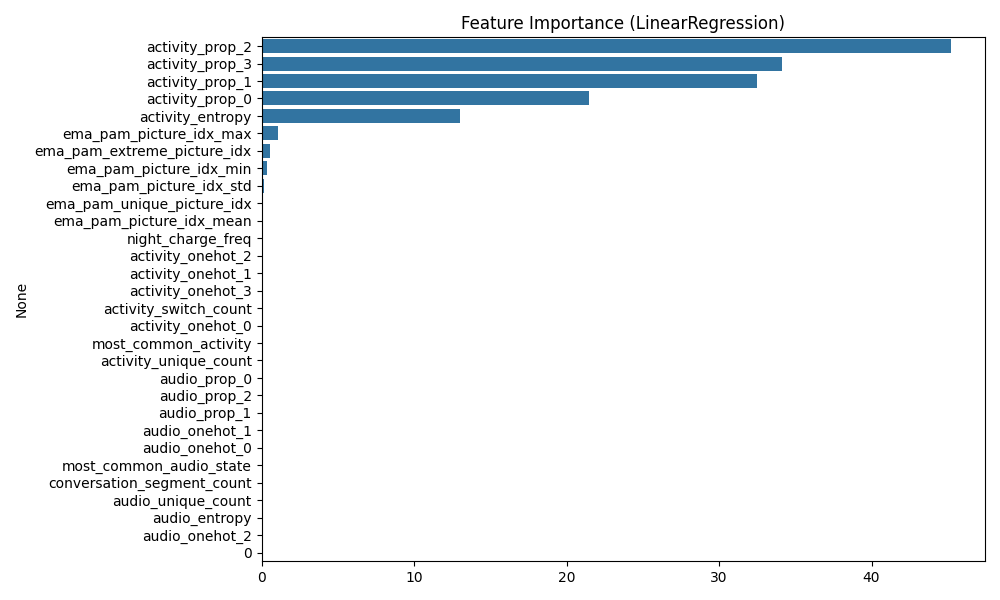 Feature Importance (LinearRegression)
activity_prop_2
activity_prop_3
activity_prop_1
activity_prop_0
activity_entropy
ema_pam_picture_idx_max
ema_pam_extreme_picture_idx
ema_pam_picture_idx_min
ema_pam_picture_idx_std
ema_pam_unique_picture_idx
ema_pam_picture_idx_mean
night_charge_freq
activity_onehot_2
activity_onehot_1
activity_onehot_3
activity_switch_count
activity_onehot_0
most_common_activity
activity_unique_count
audio_prop_0
audio_prop_2
audio_prop_1
audio_onehot_1
audio_onehot_0
most_common_audio_state
conversation_segment_count
audio_unique_count
audio_entropy
audio_onehot_2
0
None
0 10 20 30 40